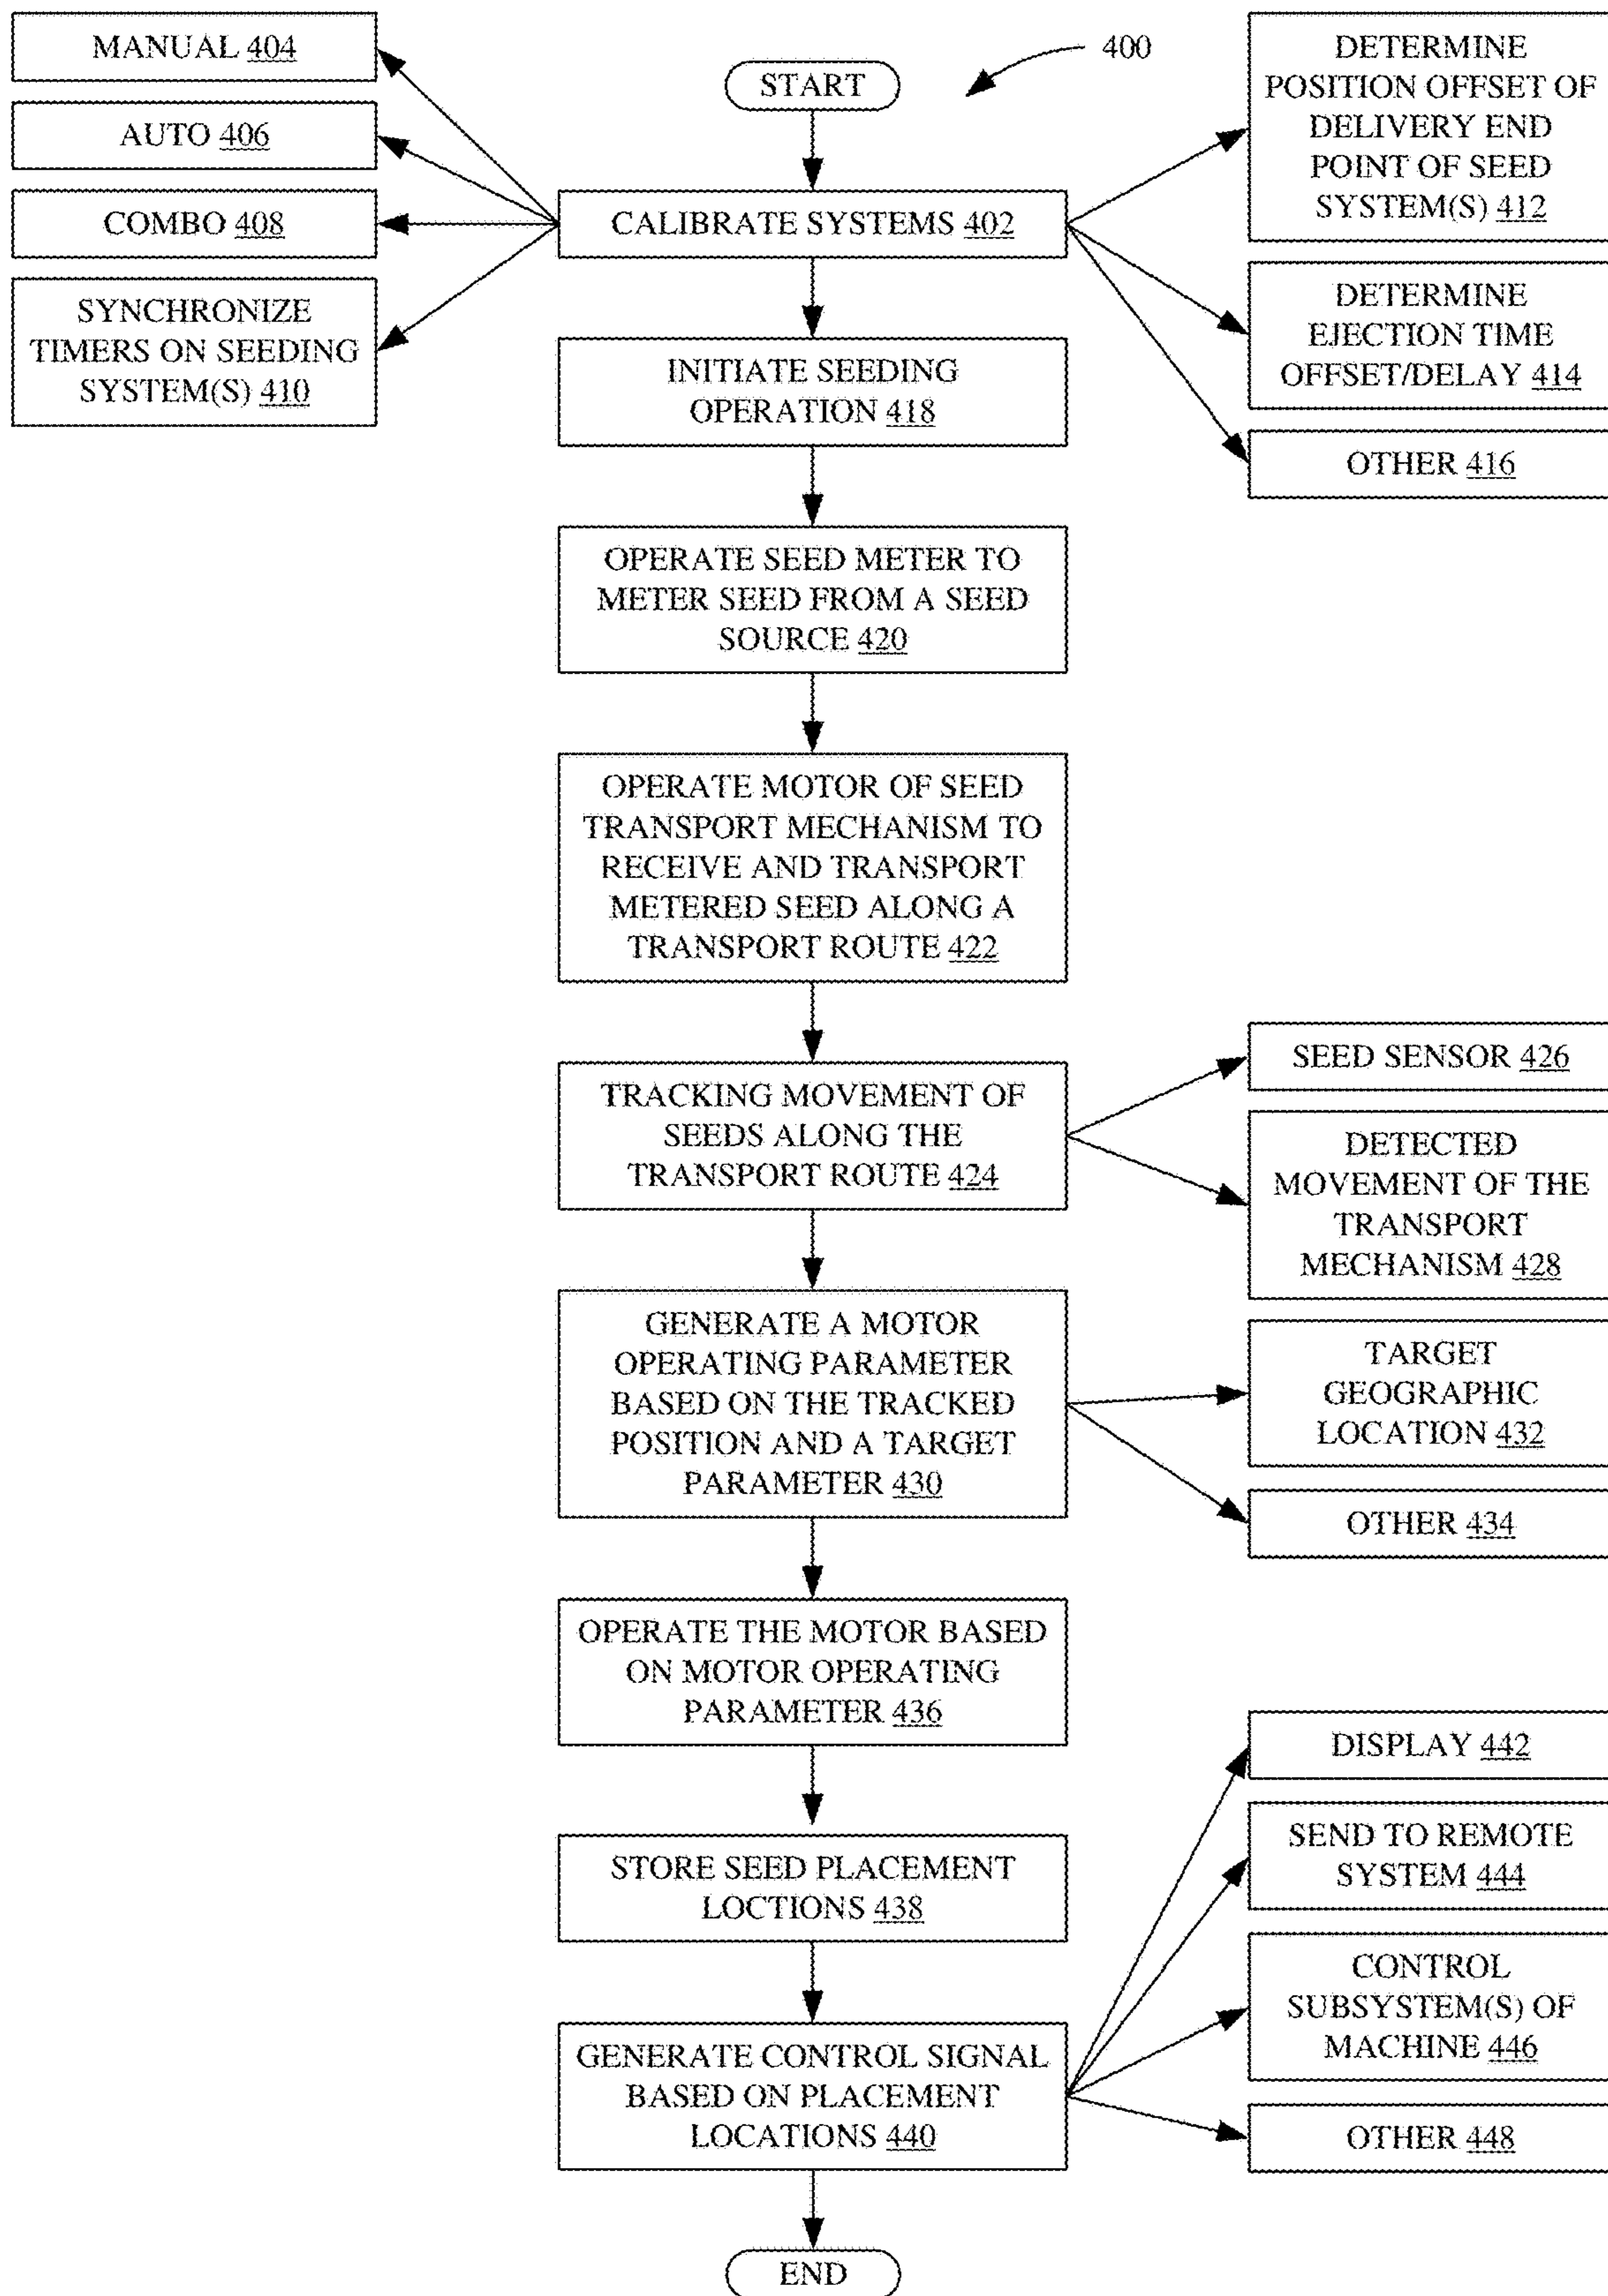 400
START
MANUAL 404
AUTO 406
COMBO 408
SYNCHRONIZE
TIMERS ON SEEDING
SYSTEM(S) 410
CALIBRATE SYSTEMS 402
DETERMINE
POSITION OFFSET OF
DELIVERY END
POINT OF SEED
SYSTEM(S) 412
DETERMINE
EJECTION TIME
OFFSET/DELAY 414
OTHER 416
INITIATE SEEDING
OPERATION 418
OPERATE SEED METER TO
METER SEED FROM A SEED
SOURCE 420
OPERATE MOTOR OF SEED
TRANSPORT MECHANISM TO
RECEIVE AND TRANSPORT
METERED SEED ALONG A
TRANSPORT ROUTE 422
TRACKING MOVEMENT OF
SEEDS ALONG THE
TRANSPORT ROUTE 424
SEED SENSOR 426
DETECTED
MOVEMENT OF THE
TRANSPORT
MECHANISM 428
GENERATE A MOTOR
OPERATING PARAMETER
BASED ON THE TRACKED
POSITION AND A TARGET
PARAMETER 430
TARGET
GEOGRAPHIC
LOCATION 432
OTHER 434
OPERATE THE MOTOR BASED
ON MOTOR OPERATING
PARAMETER 436
STORE SEED PLACEMENT
LOCTIONS 438
GENERATE CONTROL SIGNAL
BASED ON PLACEMENT
LOCATIONS 440
DISPLAY 442
SEND TO REMOTE
SYSTEM 444
CONTROL
SUBSYSTEM(S) OF
MACHINE 446
OTHER 448
END